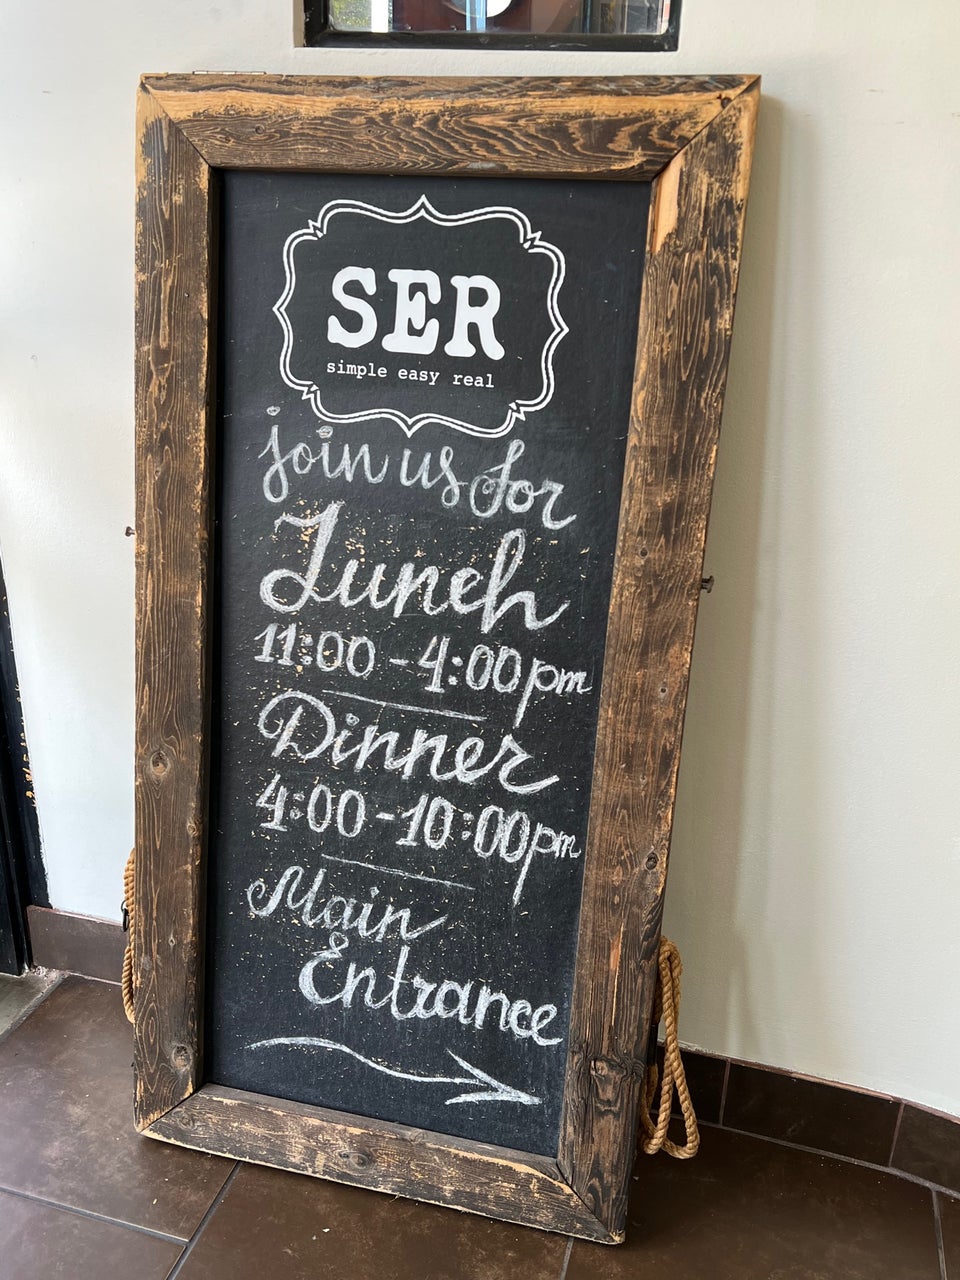 SER
simple easy real
join us for
Lunch
11:00 - 4:00pm
Dinner
4:00 - 10:00pm
Main
Entrance